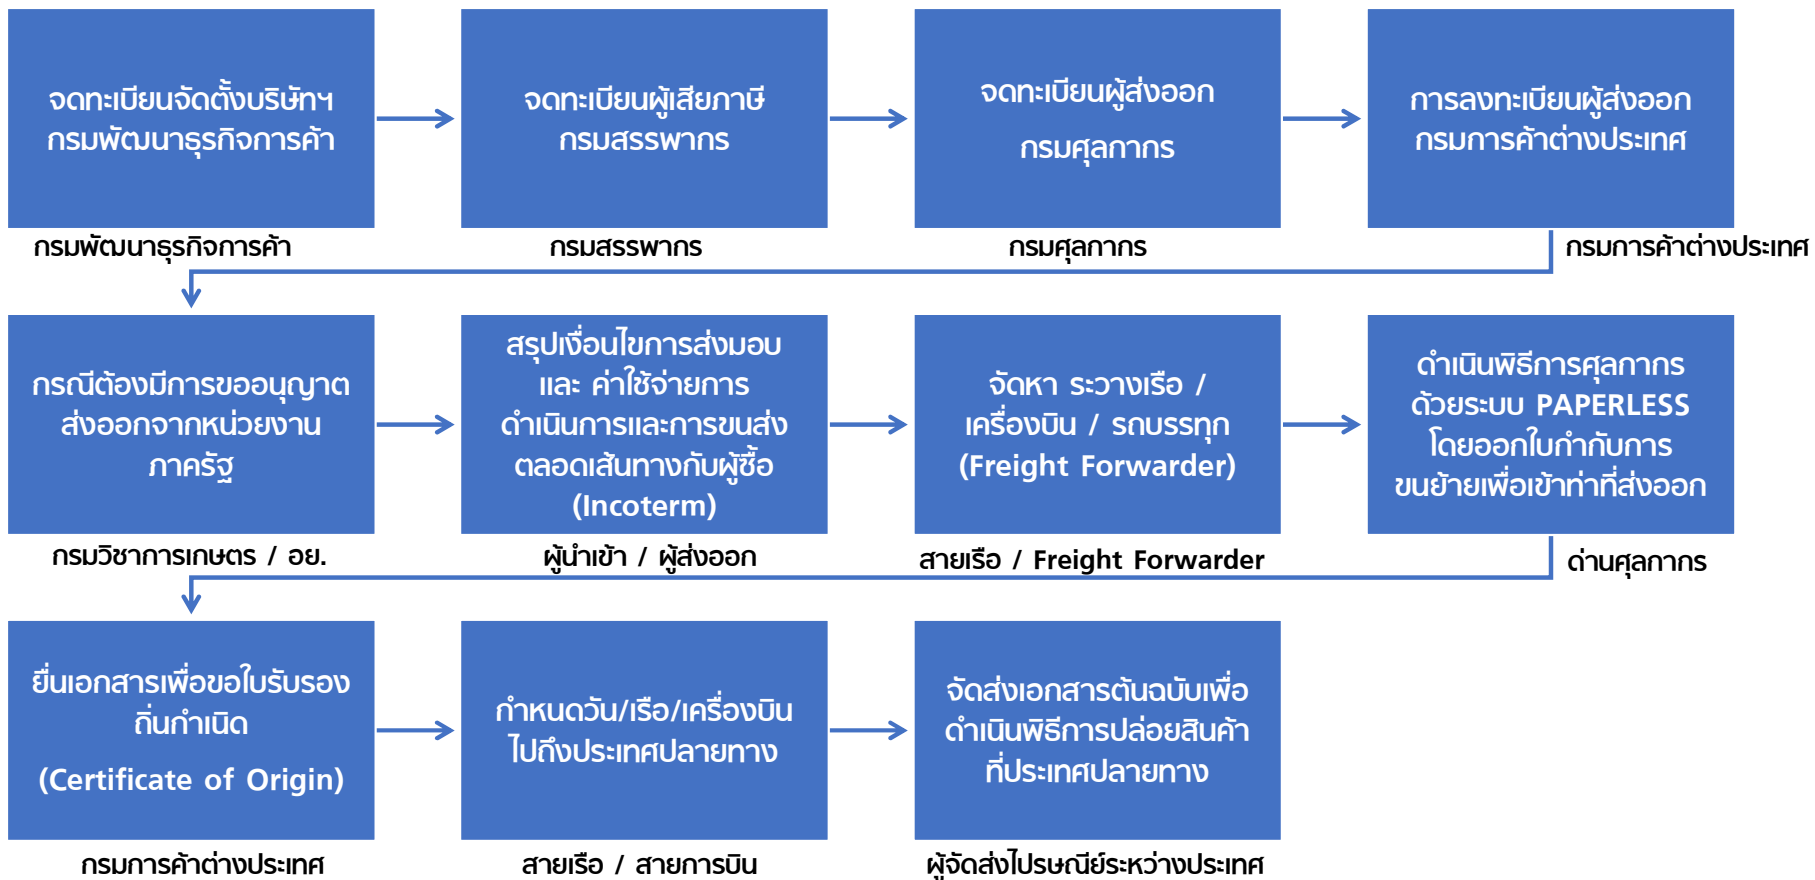 จดทะเบียนจัดตั้งบริษัทฯ
กรมพัฒนาธุรกิจการค้า
กรมพัฒนาธุรกิจการค้า
จดทะเบียนผู้เสียภาษี
กรมสรรพากร
กรมสรรพากร
จดทะเบียนผู้ส่งออก
กรมศุลกากร
กรมศุลกากร
การลงทะเบียนผู้ส่งออก
กรมการค้าต่างประเทศ
กรมการค้าต่างประเทศ
กรณีต้องมีการขออนุญาต
ส่งออกจากหน่วยงาน
ภาครัฐ
กรมวิชาการเกษตร / อย.
สรุปเงื่อนไขการส่งมอบ
และ ค่าใช้จ่ายการ
ดำเนินการและการขนส่ง
ตลอดเส้นทางกับผู้ซื้อ
(Incoterm)
ผู้นำเข้า / ผู้ส่งออก
จัดหา ระวางเรือ /
เครื่องบิน / รถบรรทุก
(Freight Forwarder)
สายเรือ / Freight Forwarder
ดำเนินพิธีการศุลกากร
ด้วยระบบ PAPERLESS
โดยออกใบกำกับการ
ขนย้ายเพื่อเข้าท่าที่ส่งออก
ด่านศุลกากร
ยื่นเอกสารเพื่อขอใบรับรอง
ถิ่นกำเนิด
(Certificate of Origin)
กรมการค้าต่างประเทศ
กำหนดวัน/เรือ/เครื่องบิน
ไปถึงประเทศปลายทาง
สายเรือ / สายการบิน
จัดส่งเอกสารต้นฉบับเพื่อ
ดำเนินพิธีการปล่อยสินค้า
ที่ประเทศปลายทาง
ผู้จัดส่งไปรษณีย์ระหว่างประเทศ